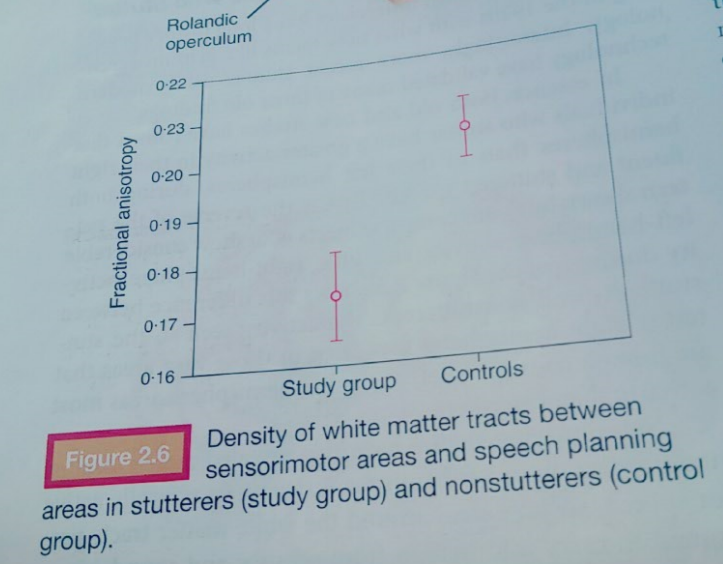 Rolandic
operculum
0·22
0·23
0·20
0·19
0·18
0·17
0·16
Fractional anisotropy
Study group
Controls
Figure 2.6
Density of white matter tracts between
sensorimotor areas and speech planning
areas in stutterers (study group) and nonstutterers (control
group).